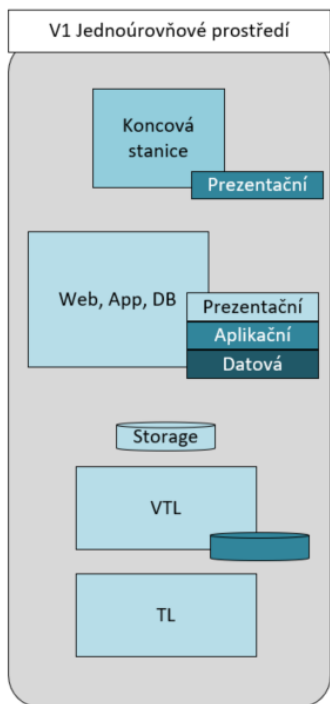 V1 Jednoúrovňové prostředí
Koncová
stanice
Prezentační
Web, App, DB
Prezentační
Aplikační
Datová
Storage
VTL
TL